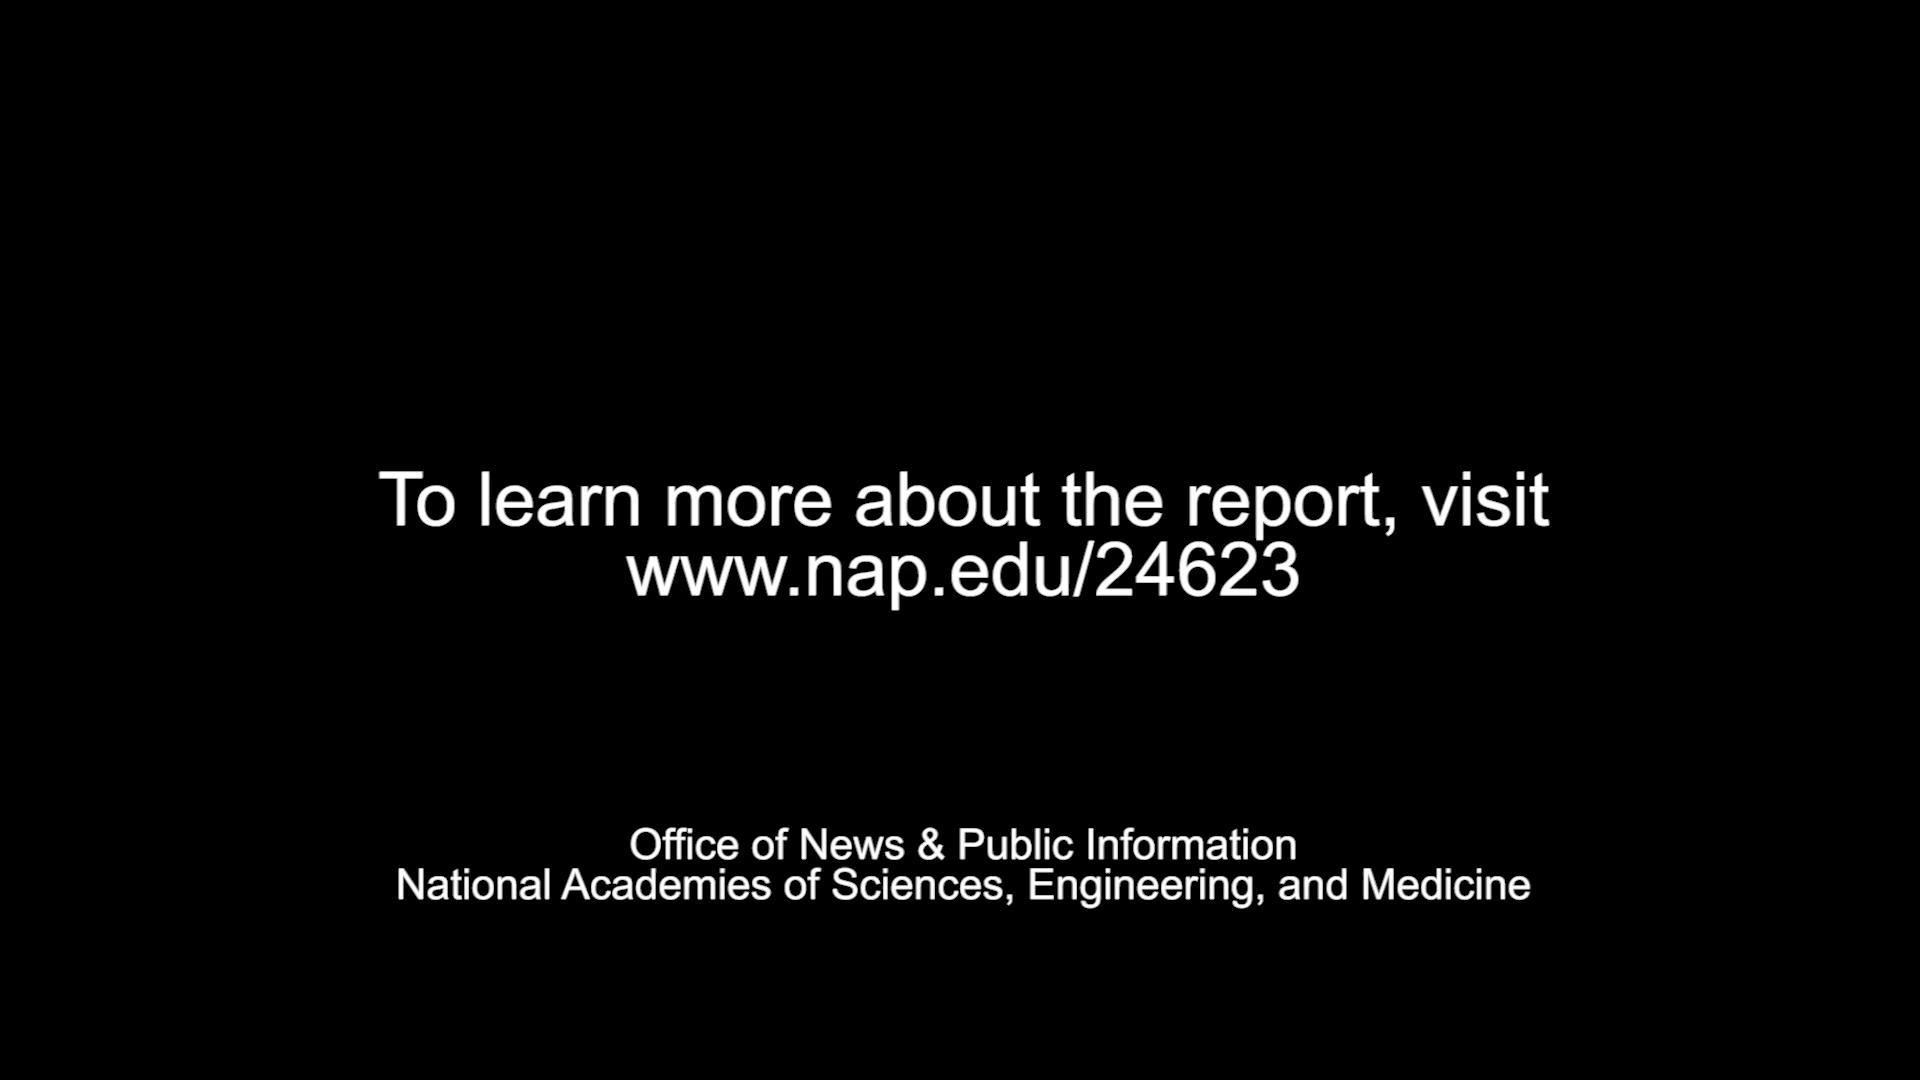 To learn more about the report, visit
www.nap.edu/24623
Office of News & Public Information
National Academies of Sciences, Engineering, and Medicine